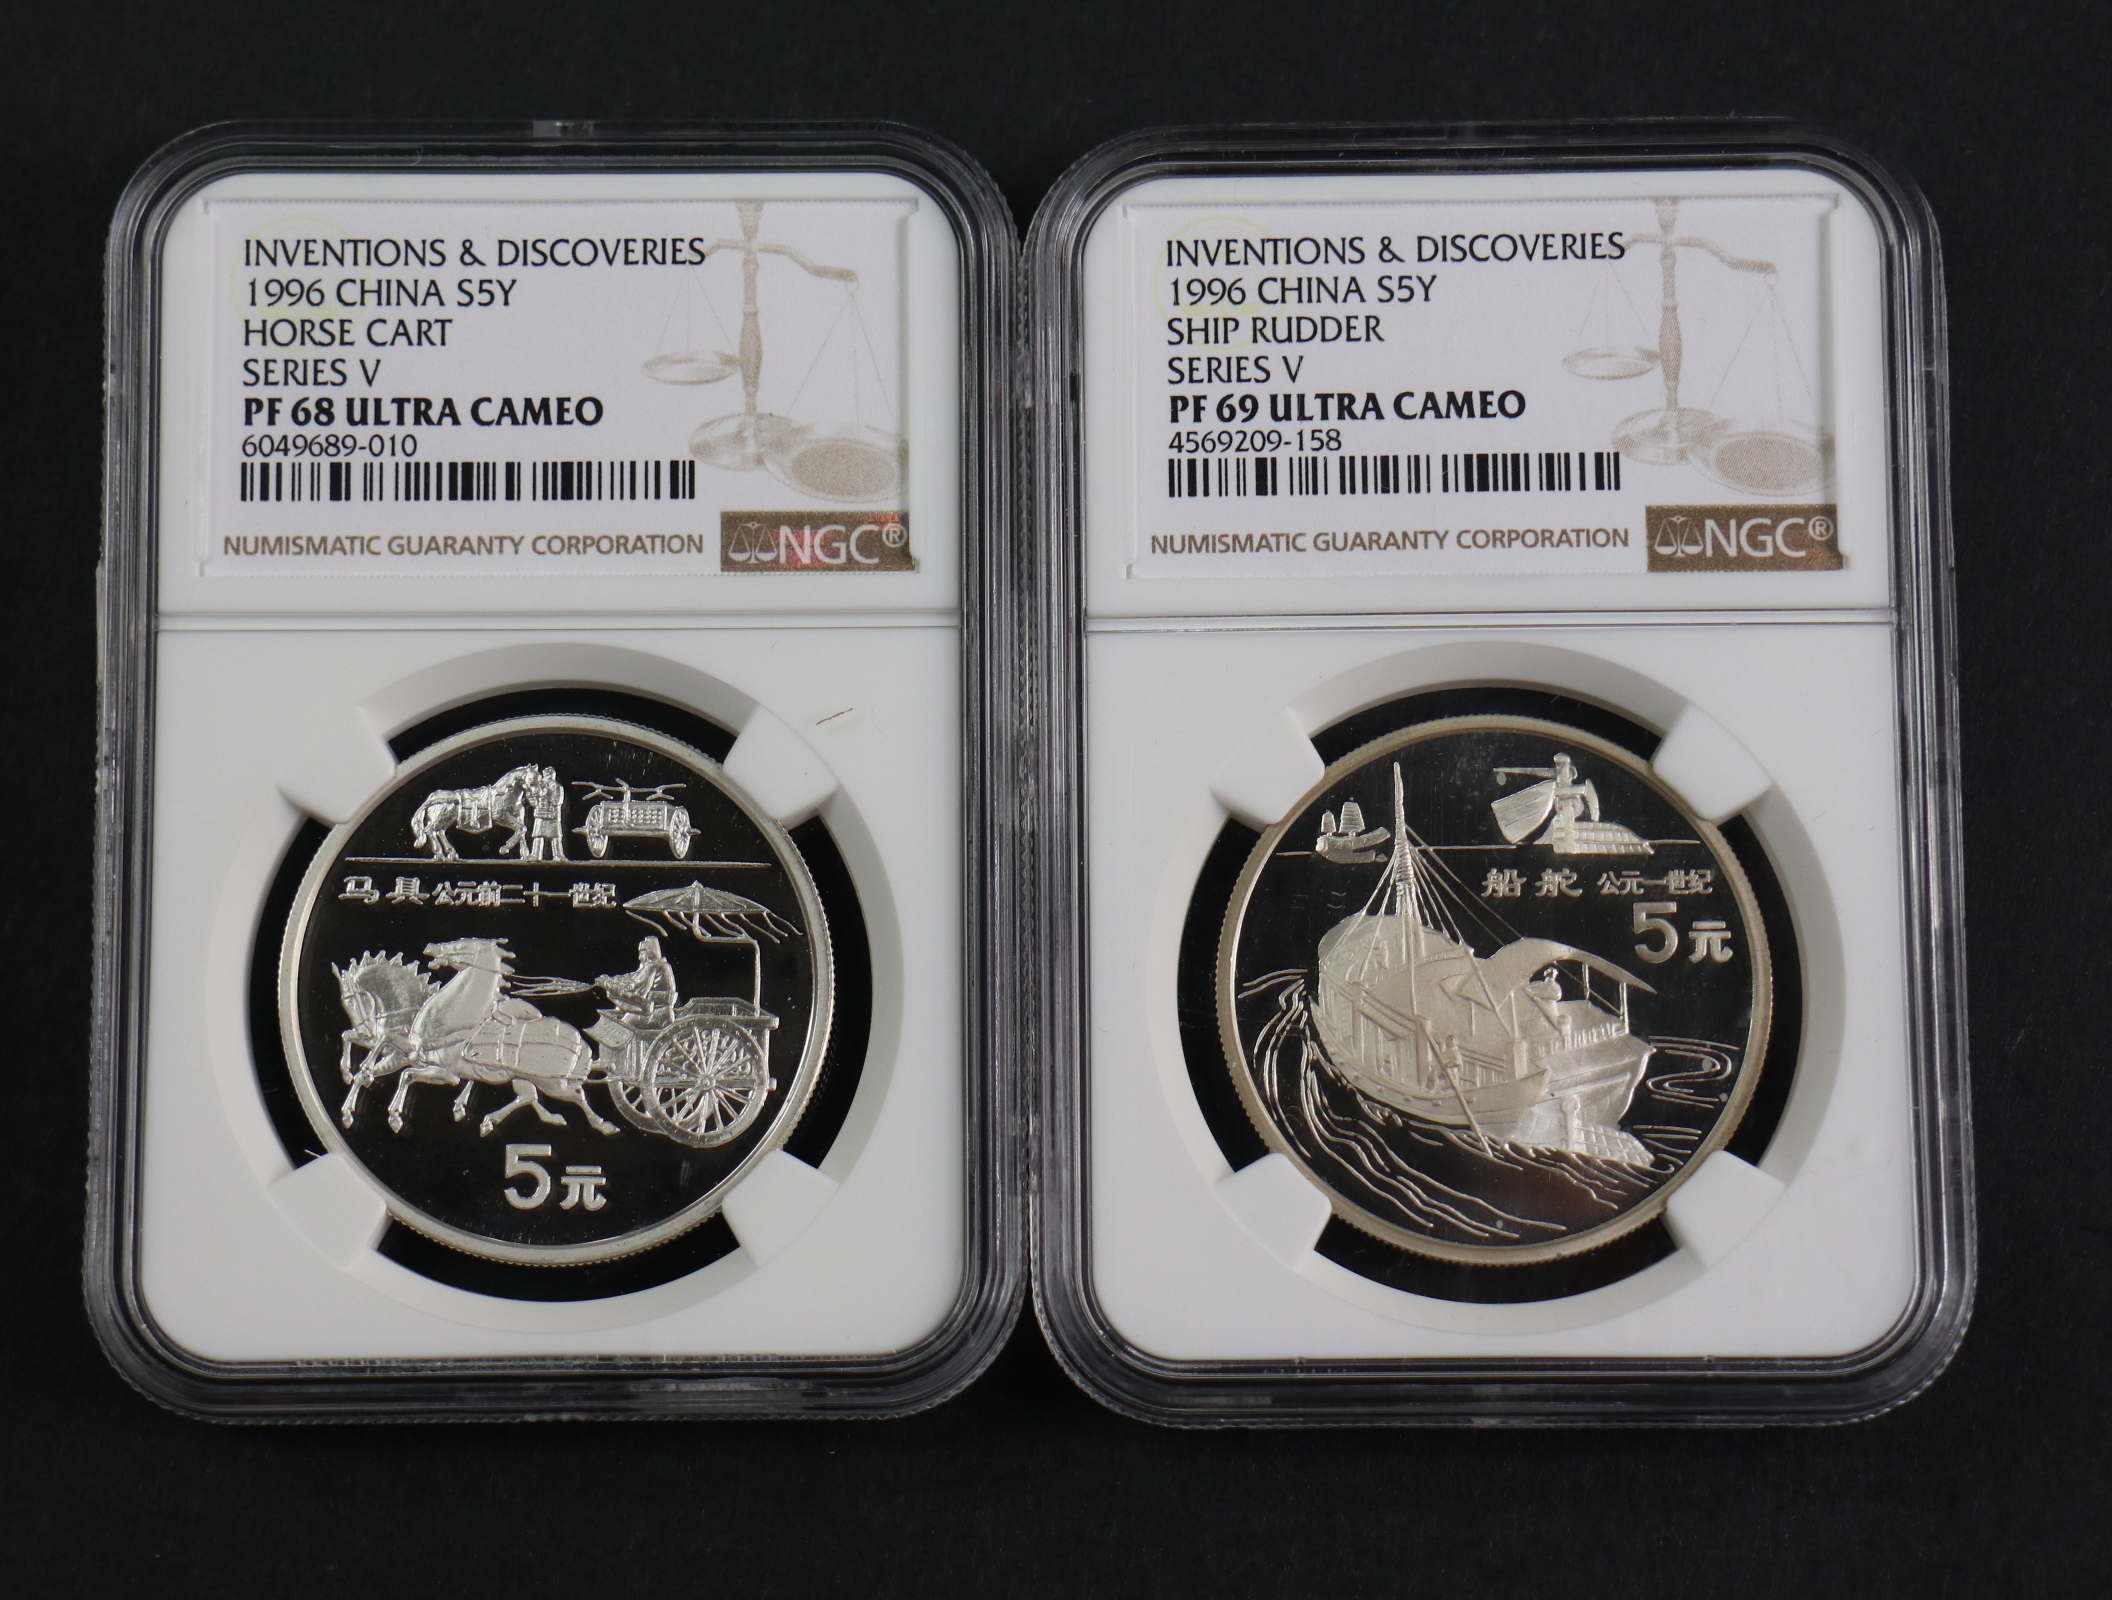 INVENTIONS & DISCOVERIES
1996 CHINA S5Y
HORSE CART
SERIES V
PF 68 ULTRA CAMEO
6049689-010
NUMISMATIC GUARANTY CORPORATION
NGC®
马具 公元前二十一世纪
5元
INVENTIONS & DISCOVERIES
1996 CHINA S5Y
SHIP RUDDER
SERIES V
PF 69 ULTRA CAMEO
4569209-158
NUMISMATIC GUARANTY CORPORATION
NGC®
船舵 公元一世纪
5元